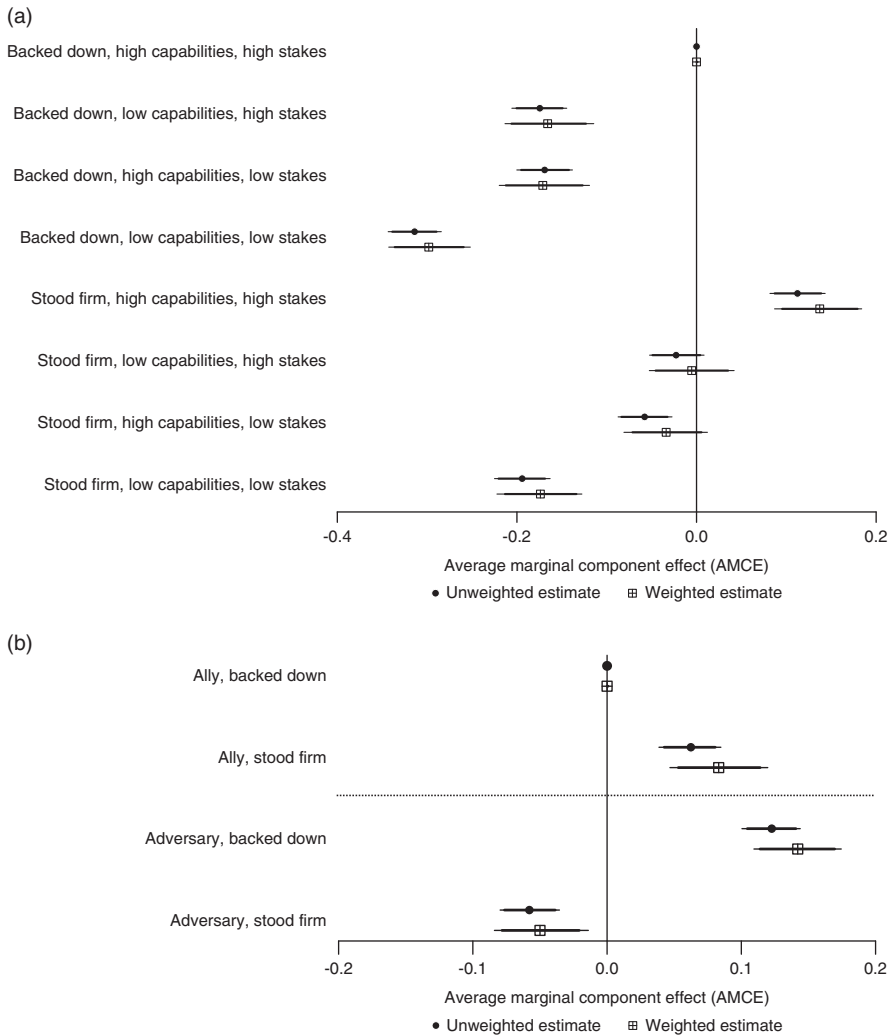 (a)
Backed down, high capabilities, high stakes
Backed down, low capabilities, high stakes
Backed down, high capabilities, low stakes
Backed down, low capabilities, low stakes
Stood firm, high capabilities, high stakes
Stood firm, low capabilities, high stakes
Stood firm, high capabilities, low stakes
Stood firm, low capabilities, low stakes
-0.4 -0.2 0.0 0.2
Average marginal component effect (AMCE)
Unweighted estimate Weighted estimate
(b)
Ally, backed down
Ally, stood firm
Adversary, backed down
Adversary, stood firm
-0.2 -0.1 0.0 0.1 0.2
Average marginal component effect (AMCE)
Unweighted estimate Weighted estimate